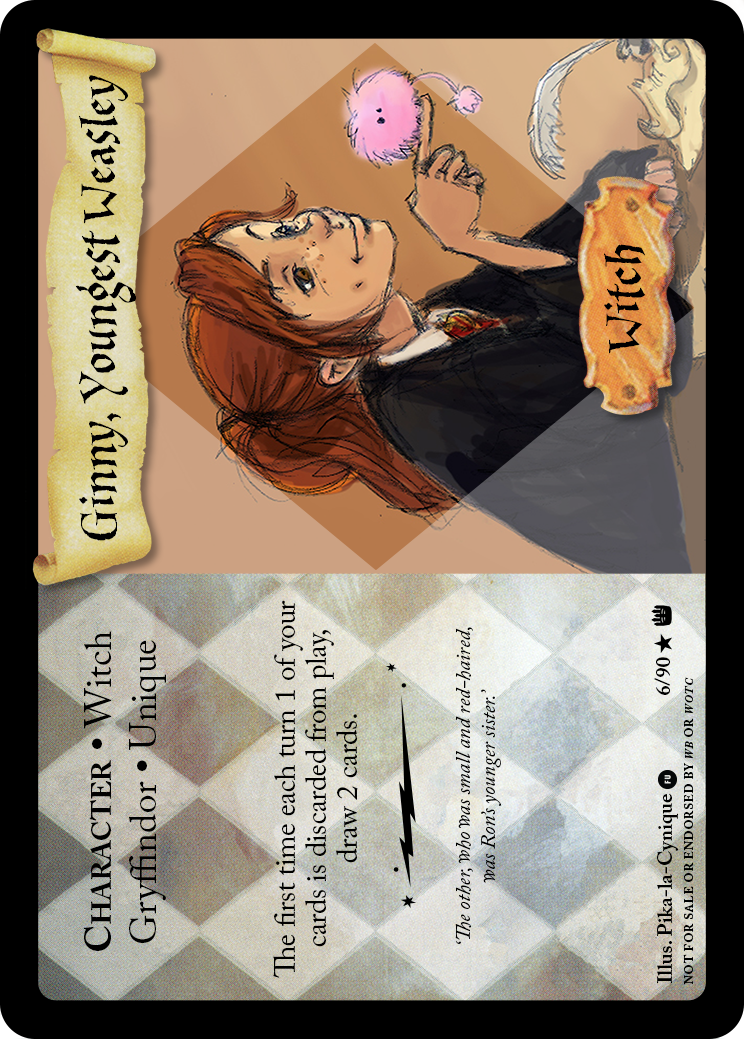 Ginny, Youngest Weasley
CHARACTER • Witch
Gryffindor • Unique
The first time each turn 1 of your
cards is discarded from play,
draw 2 cards.
'The other, who was small and red-haired,
was Ron's younger sister.'
Witch
Illus. Pika-la-Cynique FU 6/90 ★
NOT FOR SALE OR ENDORSED BY WB OR WOTC